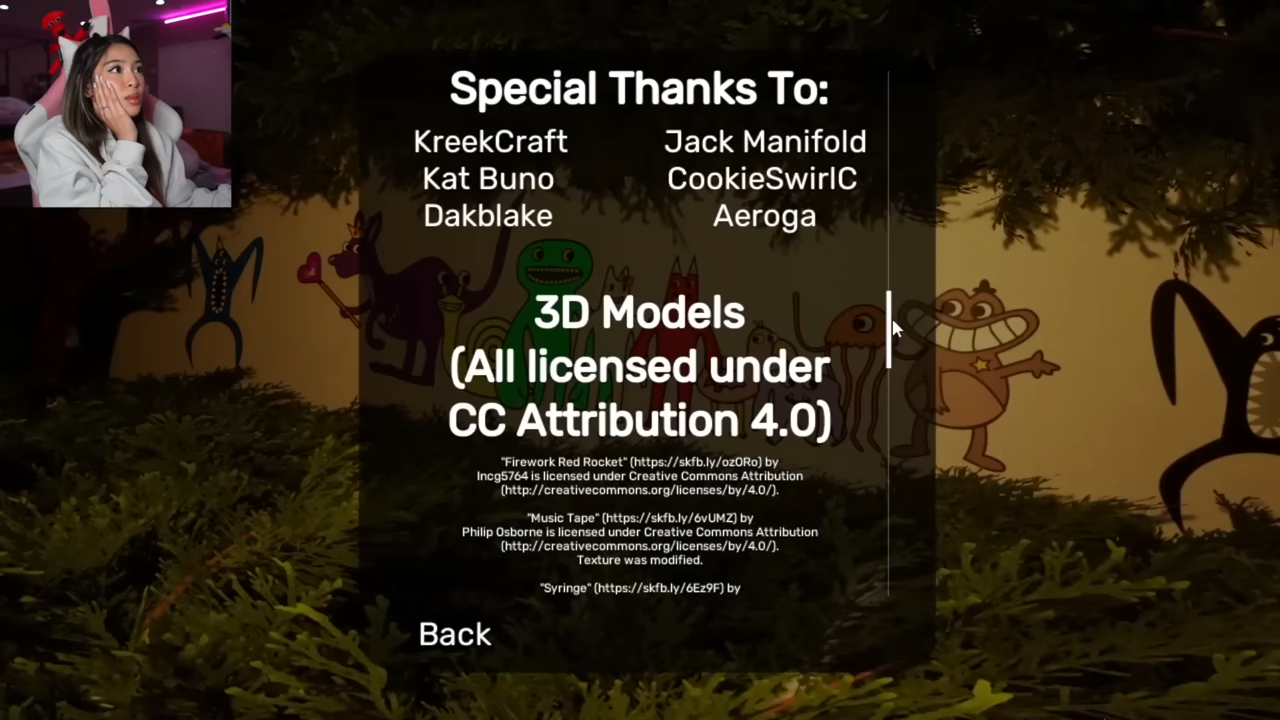 Special Thanks To:
KreekCraft Jack Manifold
Kat Buno CookieSwirlC
Dakblake Aeroga
3D Models
(All licensed under
CC Attribution 4.0)
"Firework Red Rocket" (https://skfb.ly/ozORo) by
lncg5764 is licensed under Creative Commons Attribution
(http://creativecommons.org/licenses/by/4.0/).
"Music Tape" (https://skfb.ly/6vUMZ) by
Philip Osborne is licensed under Creative Commons Attribution
(http://creativecommons.org/licenses/by/4.0/).
Texture was modified.
"Syringe" (https://skfb.ly/6Ez9F) by
Back